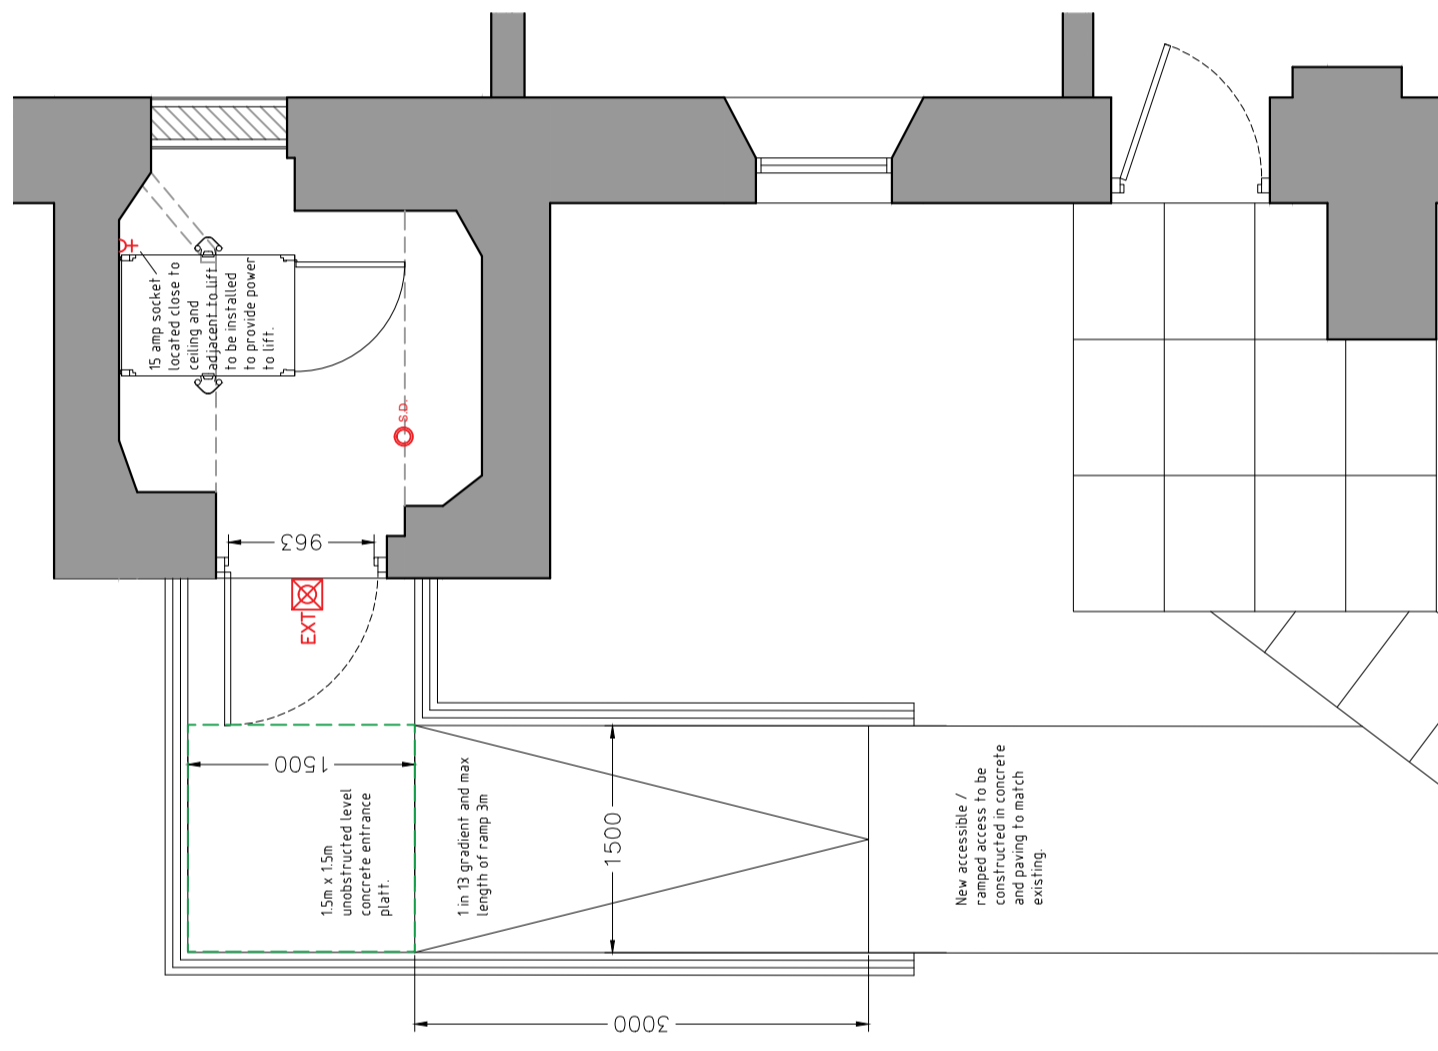 15 amp socket
located close to
ceiling and
adjacent to lift
to be installed
to provide power
to lift.
S.D.
963
EXT
1500
1.5m x 1.5m
unobstructed level
concrete entrance
platt.
1 in 13 gradient and max
length of ramp 3m
1500
New accessible /
ramped access to be
constructed in concrete
and paving to match
existing.
3000